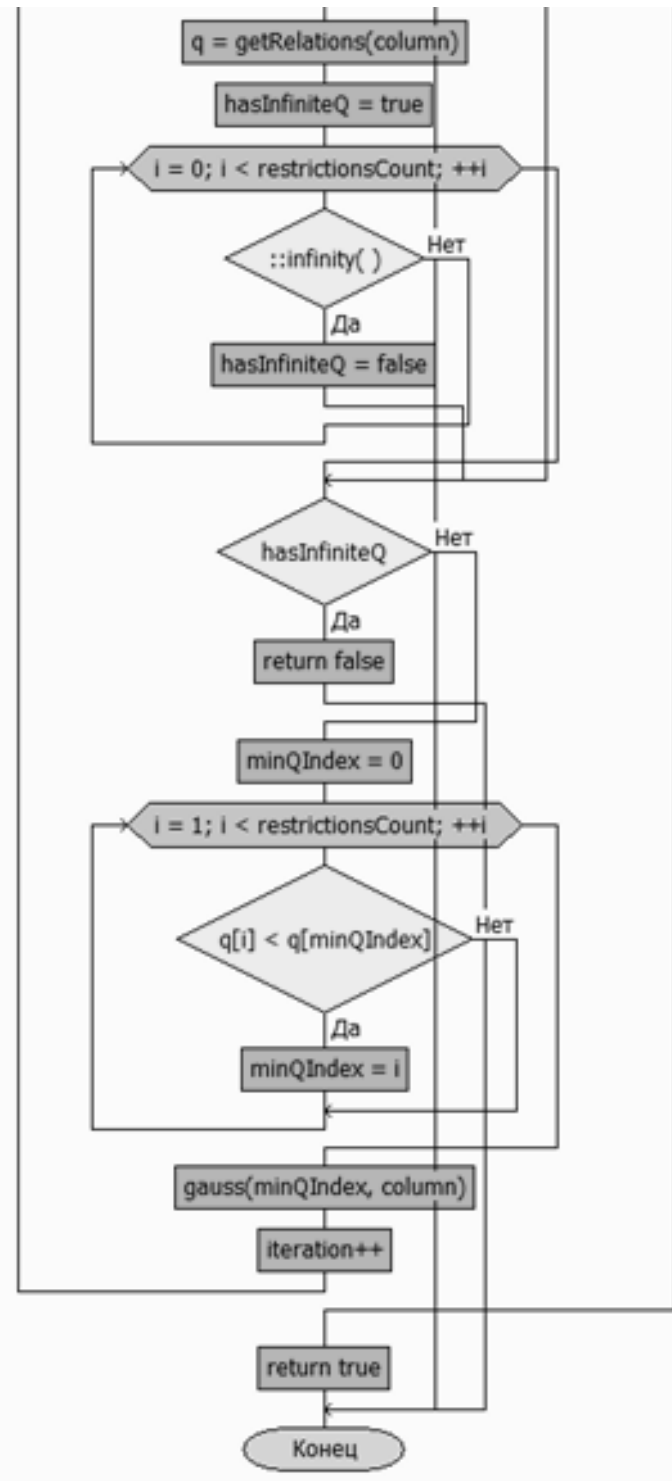 q = getRelations(column)
hasInfiniteQ = true
i = 0; i < restrictionsCount; ++i
Нет
::infinity( )
Да
hasInfiniteQ = false
Нет
hasInfiniteQ
Да
return false
minQIndex = 0
i = 1; i < restrictionsCount; ++i
Нет
q[i] < q[minQIndex]
Да
minQIndex = i
gauss(minQIndex, column)
iteration++
return true
Конец